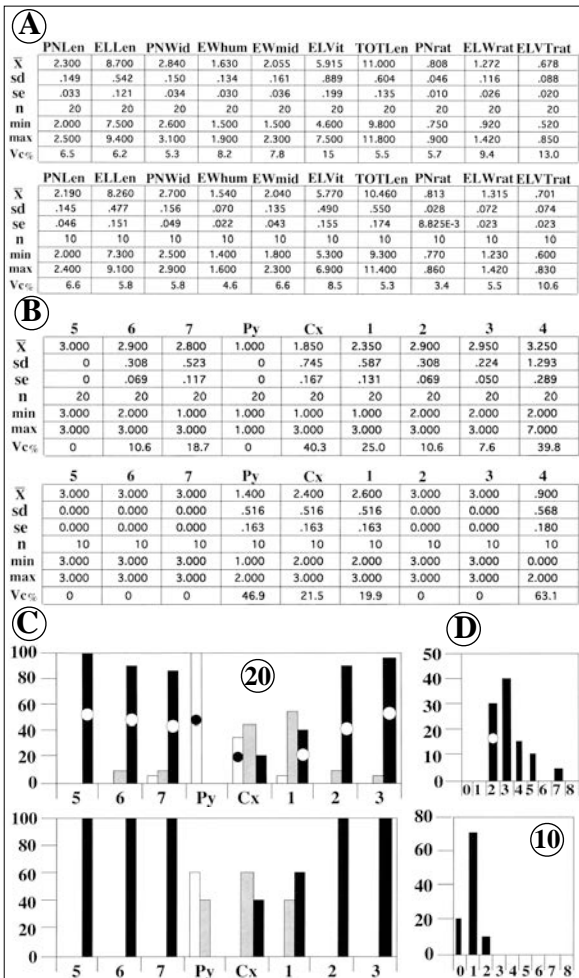 A
PNLen ELLen PNWid EWhum EWmid ELVit TOTLen PNrat ELWrat ELVTrat
X̅ 2.300 8.700 2.840 1.630 2.055 5.915 11.000 .808 1.272 .678
sd .149 .542 .150 .134 .161 .889 .604 .046 .116 .088
se .033 .121 .034 .030 .036 .199 .135 .010 .026 .020
n 20 20 20 20 20 20 20 20 20 20
min 2.000 7.500 2.600 1.500 1.500 4.600 9.800 .750 .920 .520
max 2.500 9.400 3.100 1.900 2.300 7.500 11.800 .900 1.420 .850
Vc% 6.5 6.2 5.3 8.2 7.8 15 5.5 5.7 9.4 13.0
PNLen ELLen PNWid EWhum EWmid ELVit TOTLen PNrat ELWrat ELVTrat
X̅ 2.190 8.260 2.700 1.540 2.040 5.770 10.460 .813 1.315 .701
sd .145 .477 .156 .070 .135 .490 .550 .028 .072 .074
se .046 .151 .049 .022 .043 .155 .174 8.825E-3 .023 .023
n 10 10 10 10 10 10 10 10 10 10
min 2.000 7.300 2.500 1.400 1.800 5.300 9.300 .770 1.230 .600
max 2.400 9.100 2.900 1.600 2.300 6.900 11.400 .860 1.420 .830
Vc% 6.6 5.8 5.8 4.6 6.6 8.5 5.3 3.4 5.5 10.6
B
5 6 7 Py Cx 1 2 3 4
X̅ 3.000 2.900 2.800 1.000 1.850 2.350 2.900 2.950 3.250
sd 0 .308 .523 0 .745 .587 .308 .224 1.293
se 0 .069 .117 0 .167 .131 .069 .050 .289
n 20 20 20 20 20 20 20 20 20
min 3.000 2.000 1.000 1.000 1.000 1.000 2.000 2.000 2.000
max 3.000 3.000 3.000 1.000 3.000 3.000 3.000 3.000 7.000
Vc% 0 10.6 18.7 0 40.3 25.0 10.6 7.6 39.8
5 6 7 Py Cx 1 2 3 4
X̅ 3.000 3.000 3.000 1.400 2.400 2.600 3.000 3.000 .900
sd 0.000 0.000 0.000 .516 .516 .516 0.000 0.000 .568
se 0.000 0.000 0.000 .163 .163 .163 0.000 0.000 .180
n 10 10 10 10 10 10 10 10 10
min 3.000 3.000 3.000 1.000 2.000 2.000 3.000 3.000 0.000
max 3.000 3.000 3.000 2.000 3.000 3.000 3.000 3.000 2.000
Vc% 0 0 0 46.9 21.5 19.9 0 0 63.1
C
100
80
60
40
20
0
20
5 6 7 Py Cx 1 2 3
100
80
60
40
20
0
5 6 7 Py Cx 1 2 3
D
50
40
30
20
10
0
0 1 2 3 4 5 6 7 8
80
60
40
20
0
10
0 1 2 3 4 5 6 7 8